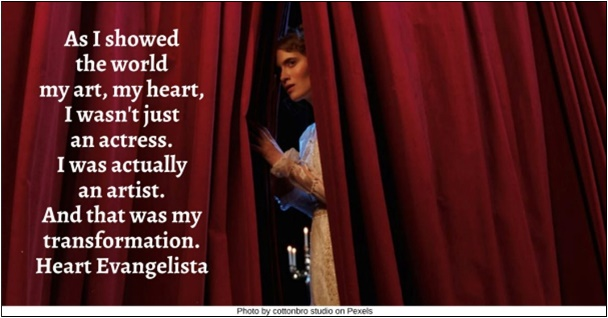 As I showed
the world
my art, my heart,
I wasn't just
an actress.
I was actually
an artist.
And that was my
transformation.
Heart Evangelista
Photo by cottonbro studio on Pexels